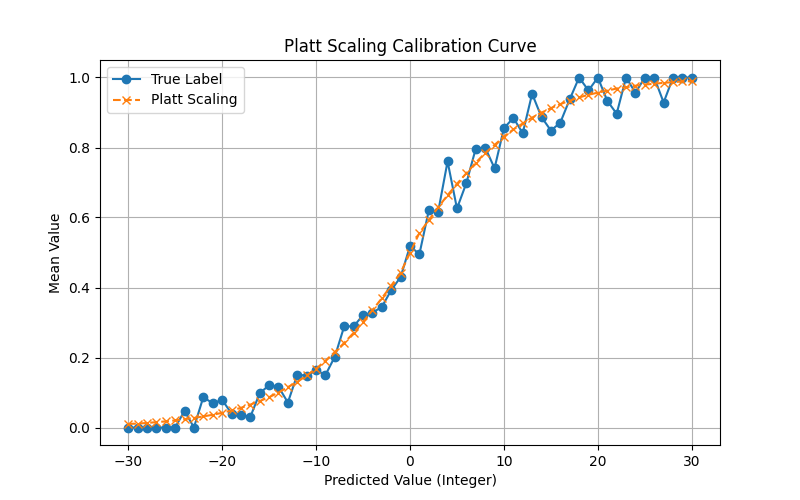 Platt Scaling Calibration Curve
True Label
Platt Scaling
Mean Value
1.0
0.8
0.6
0.4
0.2
0.0
−30
−20
−10
0
10
20
30
Predicted Value (Integer)